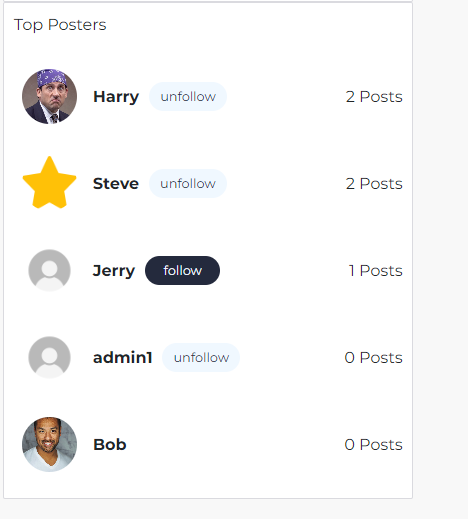 Top Posters
Harry unfollow 2 Posts
Steve unfollow 2 Posts
Jerry follow 1 Posts
admin1 unfollow 0 Posts
Bob 0 Posts